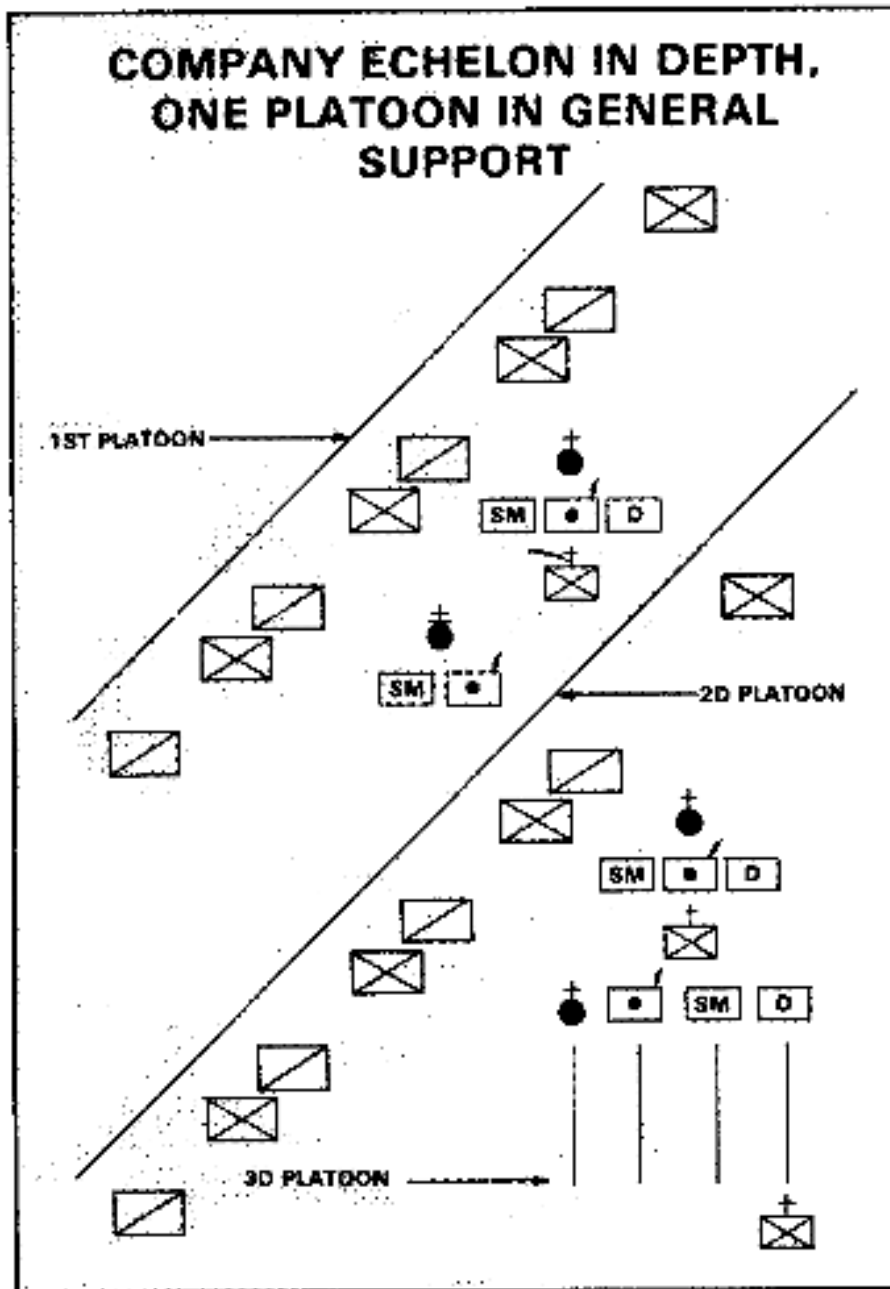 COMPANY ECHELON IN DEPTH,
ONE PLATOON IN GENERAL
SUPPORT
1ST PLATOON
SM D
SM
2D PLATOON
SM D
SM D
3D PLATOON